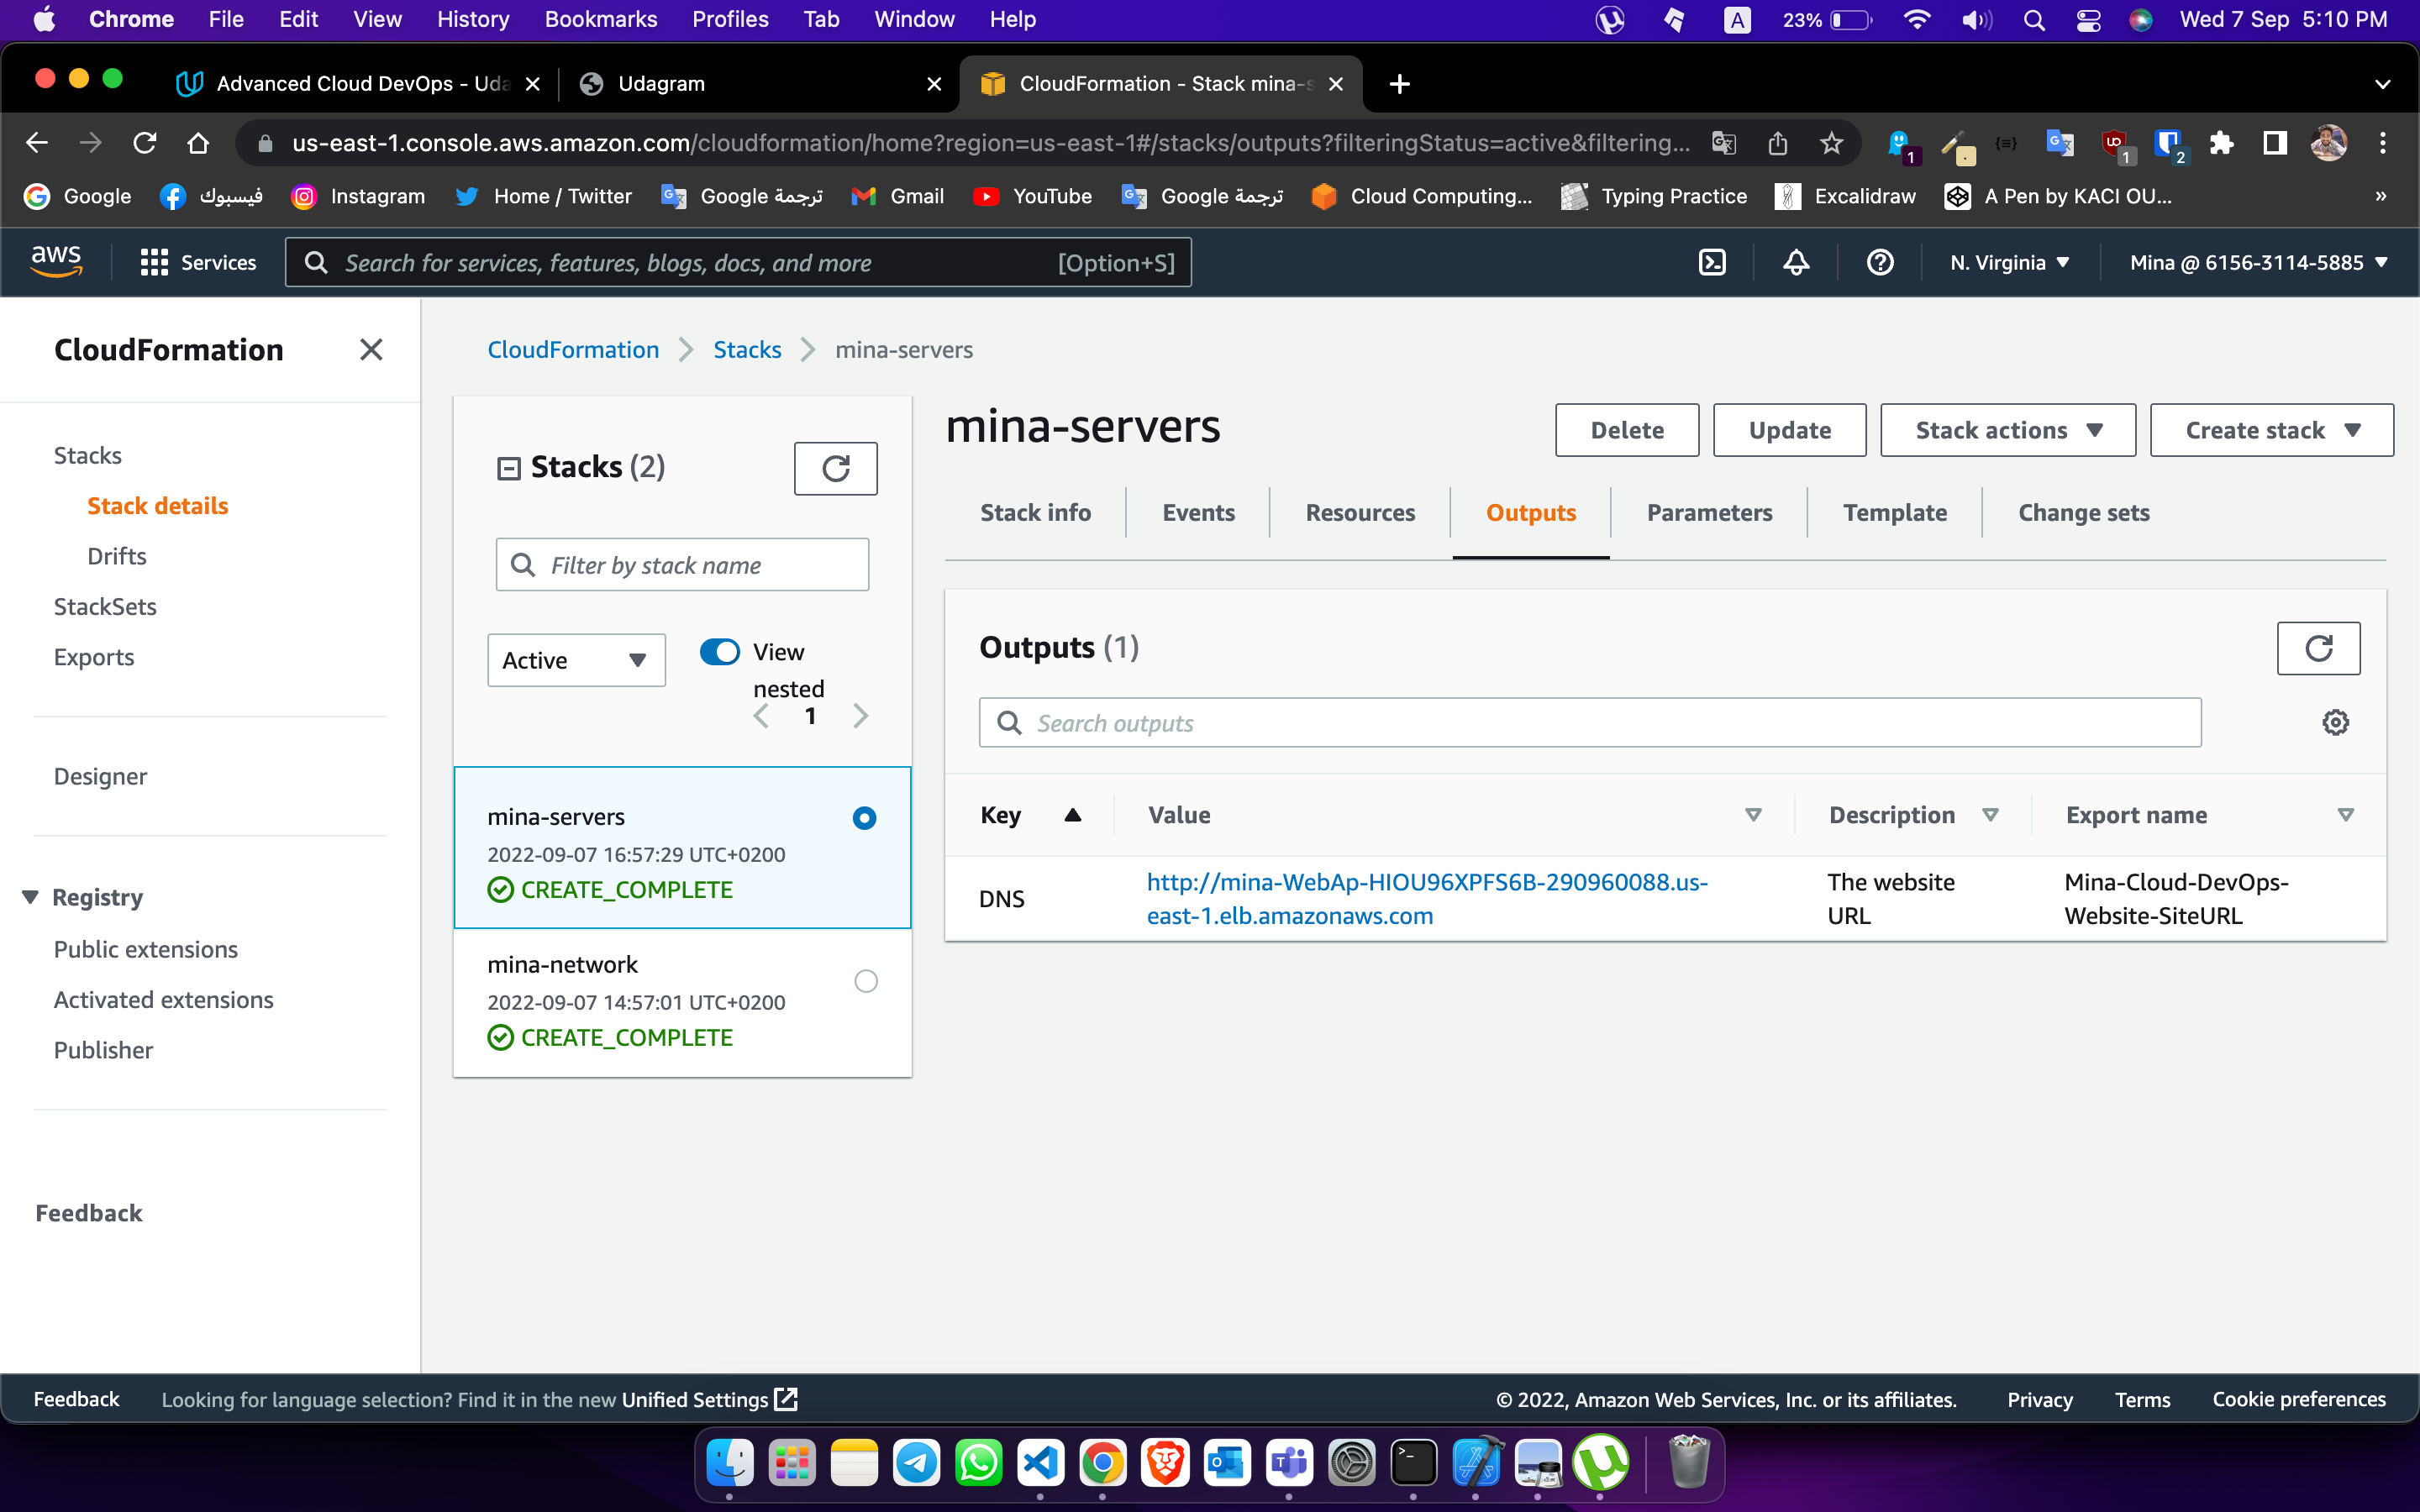 Chrome File Edit View History Bookmarks Profiles Tab Window Help A 23% Wed 7 Sep 5:10 PM
Advanced Cloud DevOps - Uda Udagram CloudFormation - Stack mina-s
us-east-1.console.aws.amazon.com/cloudformation/home?region=us-east-1#/stacks/outputs?filteringStatus=active&filtering... 1 1 2
Google فيسبوك Instagram Home / Twitter ترجمة Google Gmail YouTube ترجمة Google Cloud Computing... Typing Practice Excalidraw A Pen by KACI OU... »
aws Services Search for services, features, blogs, docs, and more [Option+S] N. Virginia Mina @ 6156-3114-5885
CloudFormation
Stacks
Stack details
Drifts
StackSets
Exports
Designer
Registry
Public extensions
Activated extensions
Publisher
Feedback
CloudFormation Stacks mina-servers
Stacks (2)
Filter by stack name
Active
View
nested
1
mina-servers
2022-09-07 16:57:29 UTC+0200
CREATE_COMPLETE
mina-network
2022-09-07 14:57:01 UTC+0200
CREATE_COMPLETE
mina-servers
Delete Update Stack actions Create stack
Stack info Events Resources Outputs Parameters Template Change sets
Outputs (1)
Search outputs
Key Value Description Export name
DNS
http://mina-WebAp-HIOU96XPFS6B-290960088.us-
east-1.elb.amazonaws.com
The website
URL
Mina-Cloud-DevOps-
Website-SiteURL
Feedback Looking for language selection? Find it in the new Unified Settings © 2022, Amazon Web Services, Inc. or its affiliates. Privacy Terms Cookie preferences